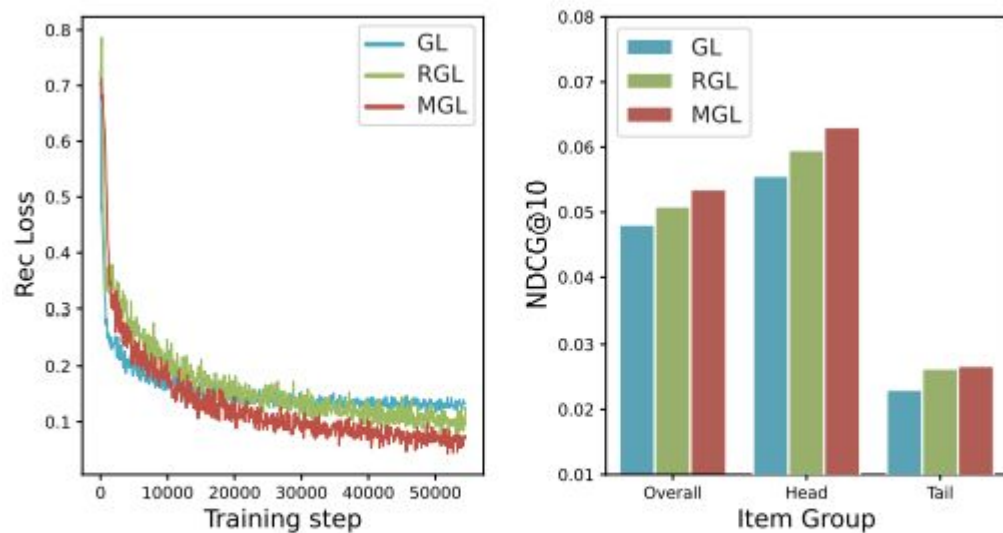 0.8
0.7
0.6
0.5
0.4
0.3
0.2
0.1
Rec Loss
GL
RGL
MGL
0 10000 20000 30000 40000 50000
Training step
0.08
0.07
0.06
0.05
0.04
0.03
0.02
0.01
NDCG@10
GL
RGL
MGL
Overall Head Tail
Item Group